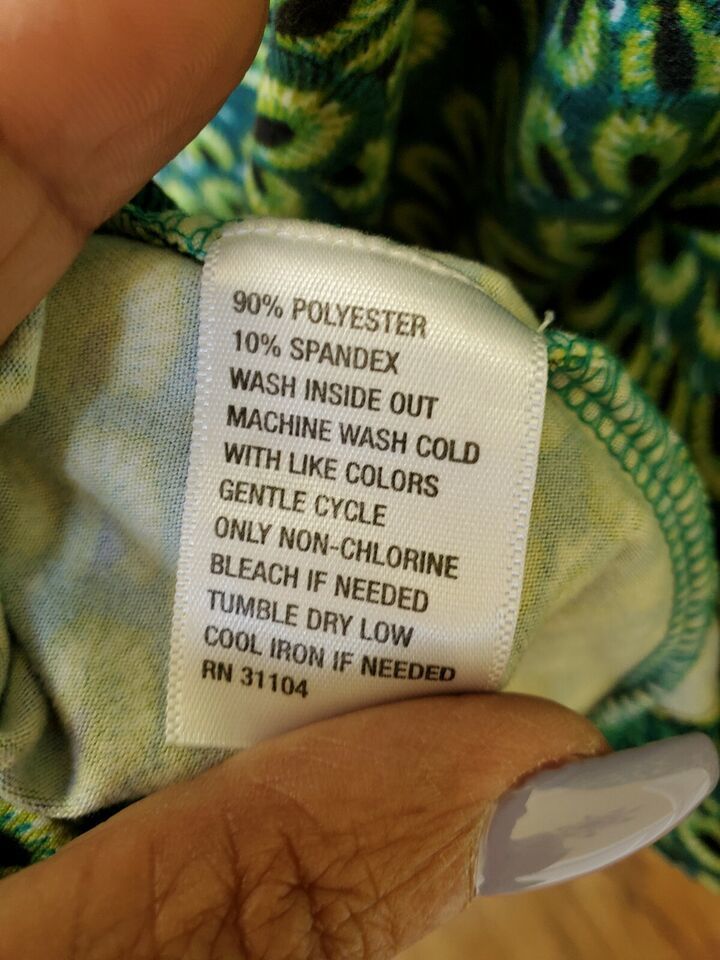 90% POLYESTER
10% SPANDEX
WASH INSIDE OUT
MACHINE WASH COLD
WITH LIKE COLORS
GENTLE CYCLE
ONLY NON-CHLORINE
BLEACH IF NEEDED
TUMBLE DRY LOW
COOL IRON IF NEEDED
RN 31104